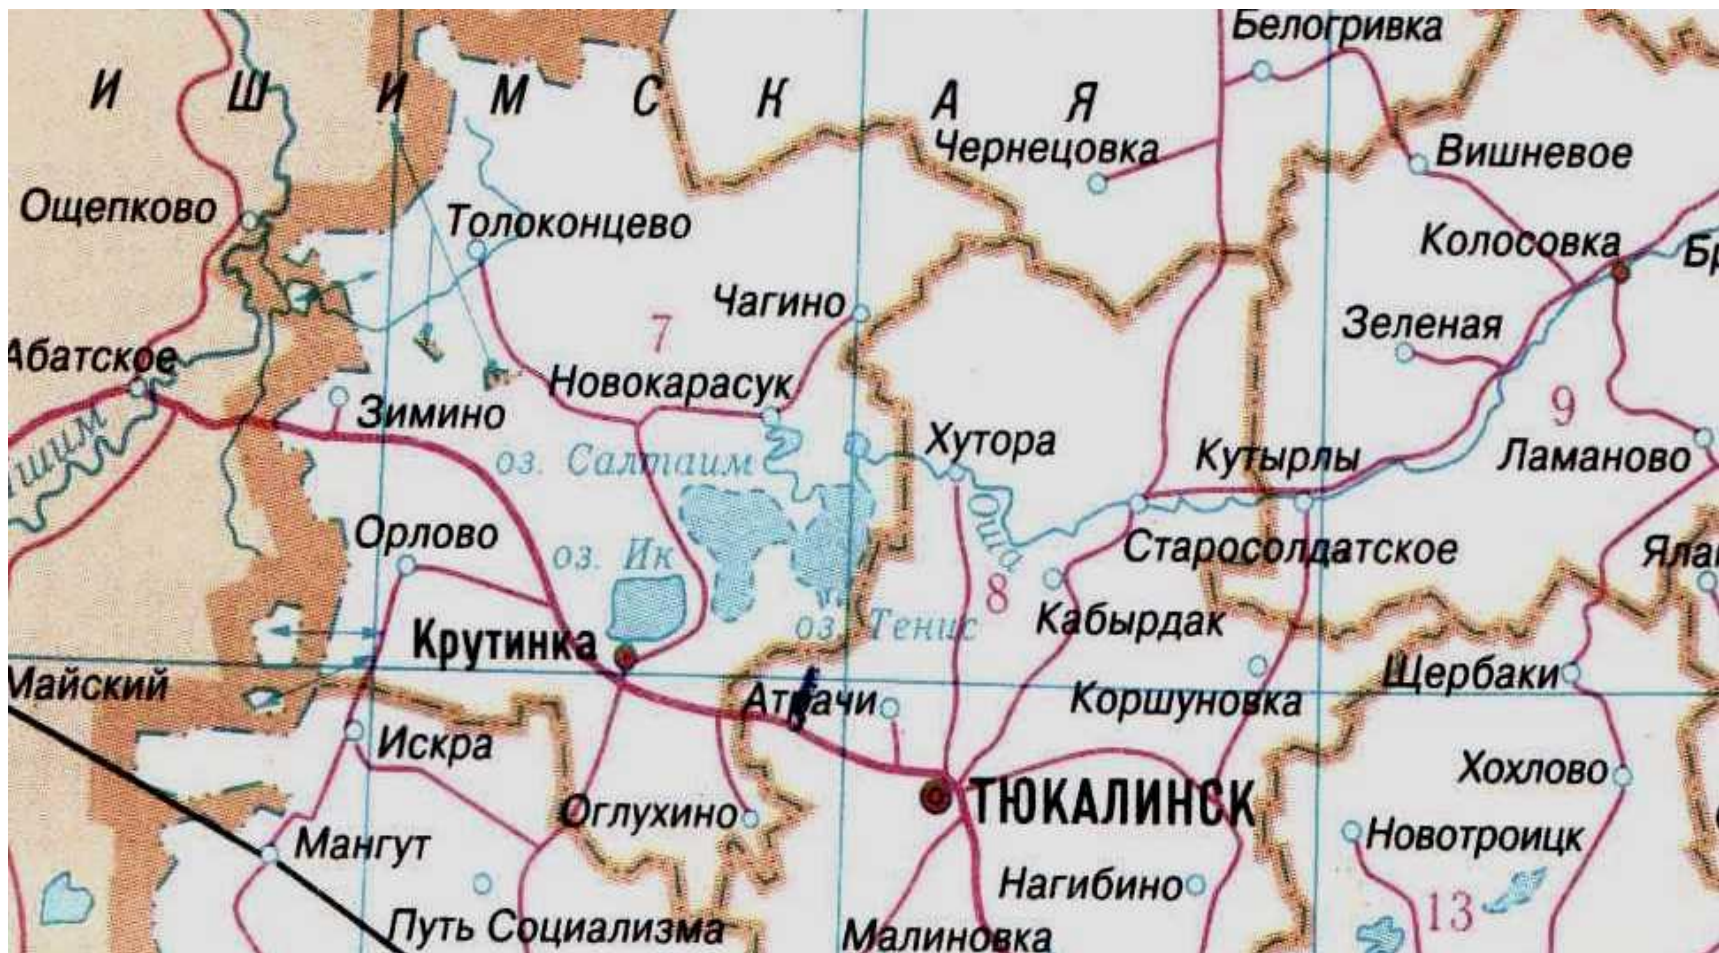 Белогривка
И Ш И М С К А Я
Чернецовка
Вишневое
Ощепково
Толоконцево
Колосовка
Бр
Чагино
7
Зеленая
Абатское
Новокарасук
9
Зимино
Ишим
оз. Салтаим
Хутора
Кутырлы
Ламаново
Орлово
оз. Ик
Оша
Старосолдатское
Ялан
8
Крутинка
оз. Тенис
Кабырдак
Майский
Атрачи
Коршуновка
Щербаки
Искра
Хохлово
ТЮКАЛИНСК
Оглухино
Новотроицк
Мангут
Нагибино
13
Путь Социализма
Малиновка